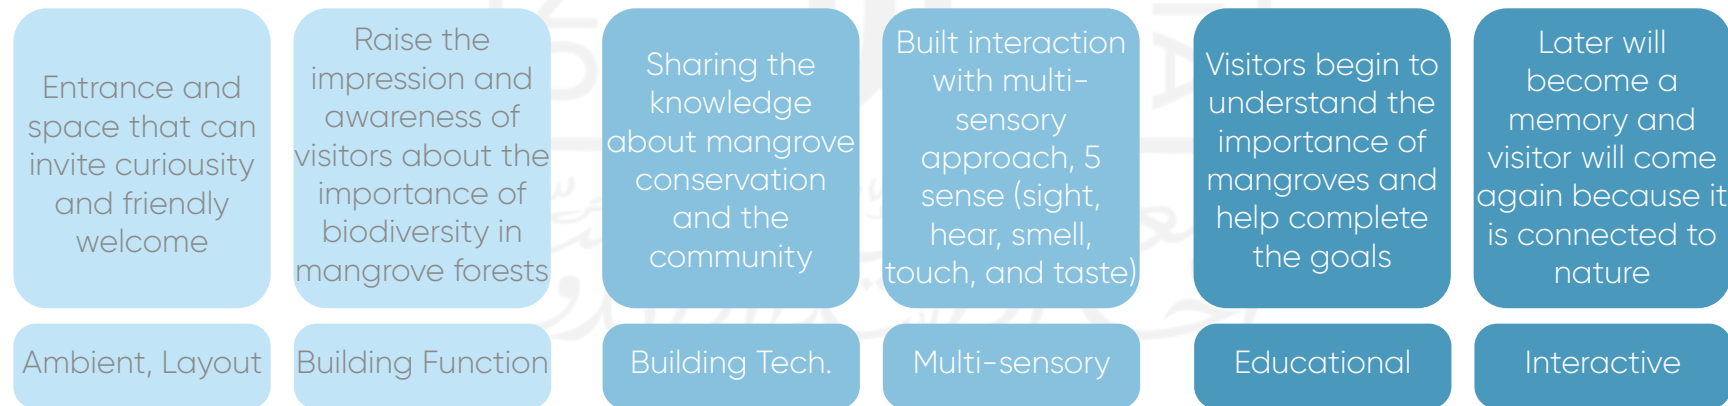 Entrance and
space that can
invite curiousity
and friendly
welcome
Raise the
impression and
awareness of
visitors about the
importance of
biodiversity in
mangrove forests
Sharing the
knowledge
about mangrove
conservation
and the
community
Built interaction
with multi-
sensory
approach, 5
sense (sight,
hear, smell,
touch, and taste)
Visitors begin to
understand the
importance of
mangroves and
help complete
the goals
Later will
become a
memory and
visitor will come
again because it
is connected to
nature
Ambient, Layout
Building Function
Building Tech.
Multi-sensory
Educational
Interactive